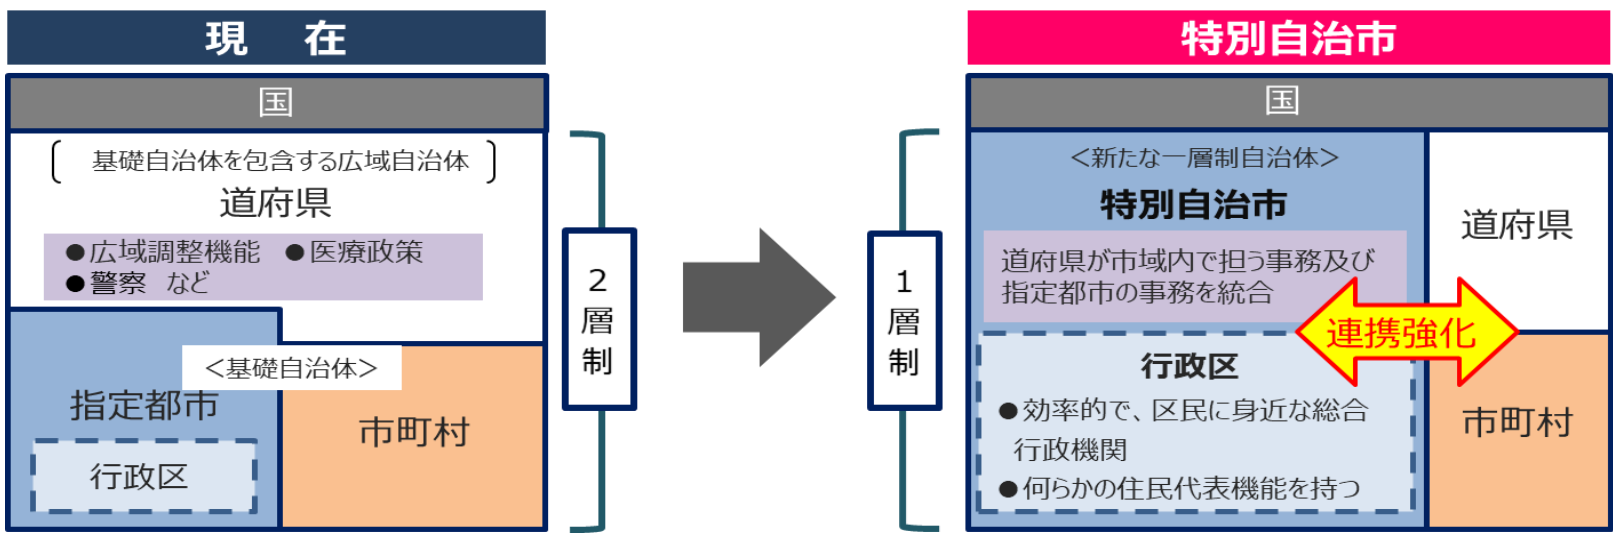 現 在
国
基礎自治体を包含する広域自治体
道府県
●広域調整機能 ●医療政策
●警察 など
<基礎自治体>
指定都市
行政区
市町村
2層制
1層制
特別自治市
国
<新たな一層制自治体>
特別自治市
道府県が市域内で担う事務及び
指定都市の事務を統合
道府県
連携強化
行政区
●効率的で、区民に身近な総合
行政機関
●何らかの住民代表機能を持つ
市町村